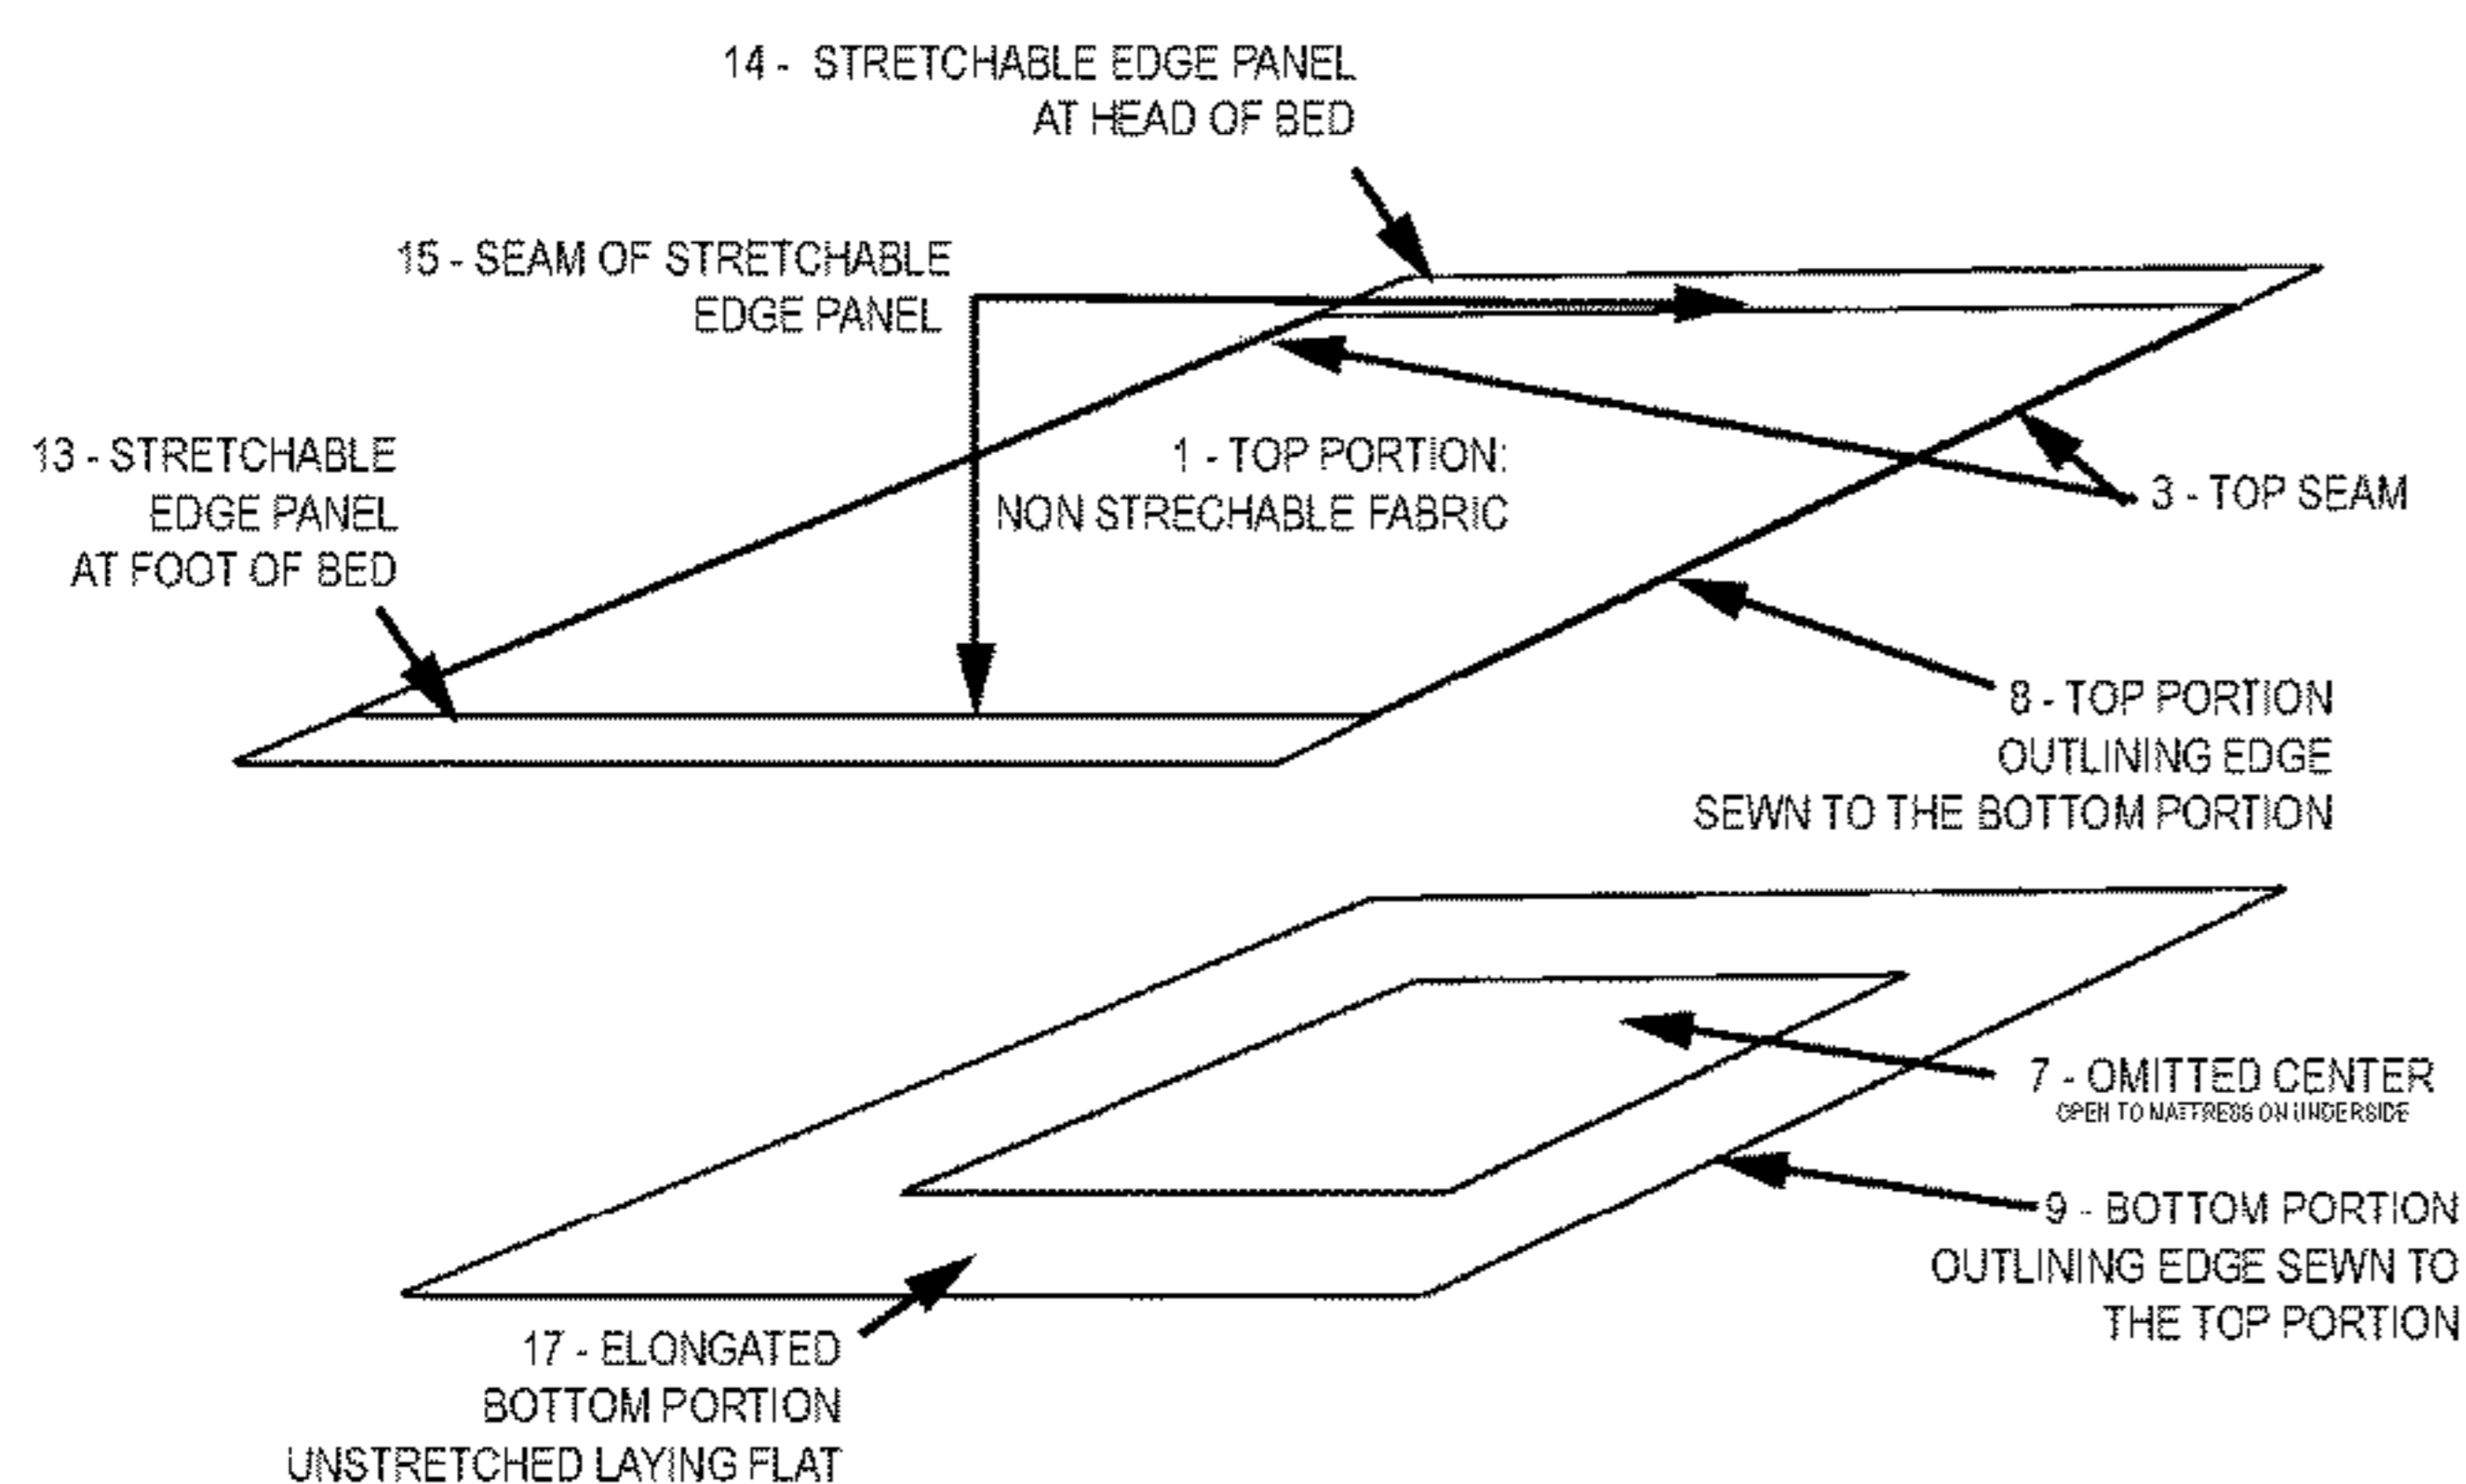 14 - STRETCHABLE EDGE PANEL
AT HEAD OF BED
15 - SEAM OF STRETCHABLE
EDGE PANEL
13 - STRETCHABLE
EDGE PANEL
AT FOOT OF BED
1 - TOP PORTION:
NON STRECHABLE FABRIC
3 - TOP SEAM
8 - TOP PORTION
OUTLINING EDGE
SEWN TO THE BOTTOM PORTION
7 - OMITTED CENTER
OPEN TO MATTRESS ON UNDERSIDE
9 - BOTTOM PORTION
OUTLINING EDGE SEWN TO
THE TOP PORTION
17 - ELONGATED
BOTTOM PORTION
UNSTRETCHED LAYING FLAT